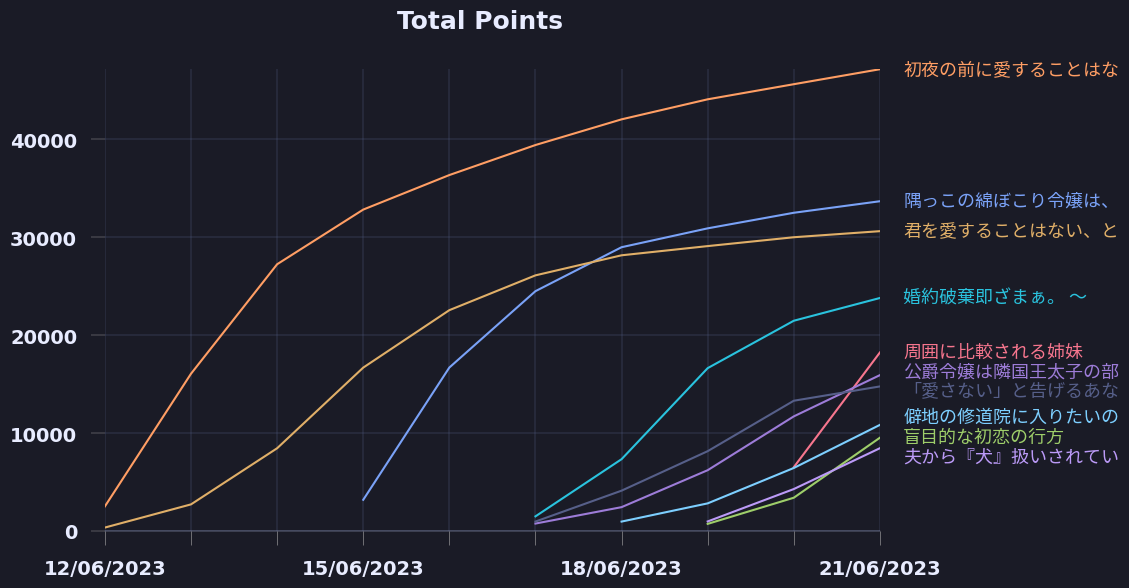 Total Points
初夜の前に愛することはな
40000
隅っこの綿ぼこり令嬢は、
30000
君を愛することはない、と
婚約破棄即ざまぁ。 ～
20000
周囲に比較される姉妹
公爵令嬢は隣国王太子の部
「愛さない」と告げるあな
10000
僻地の修道院に入りたいの
盲目的な初恋の行方
夫から『犬』扱いされてい
0
12/06/2023 15/06/2023 18/06/2023 21/06/2023